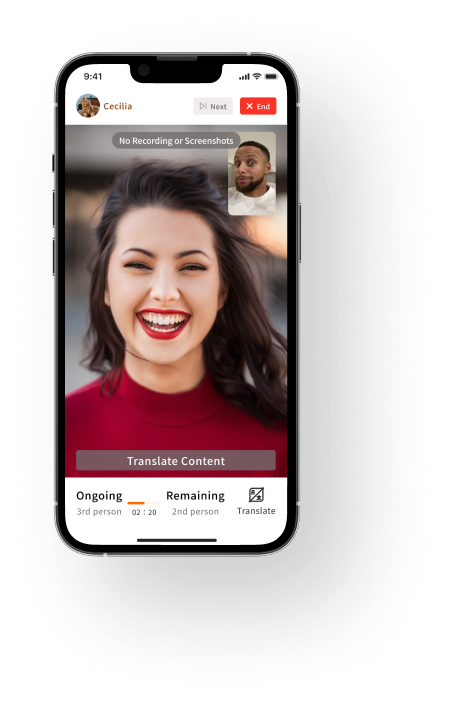 9:41
Cecilia
Next
End
No Recording or Screenshots
Translate Content
Ongoing
Remaining
3rd person
02 : 20
2nd person
Translate